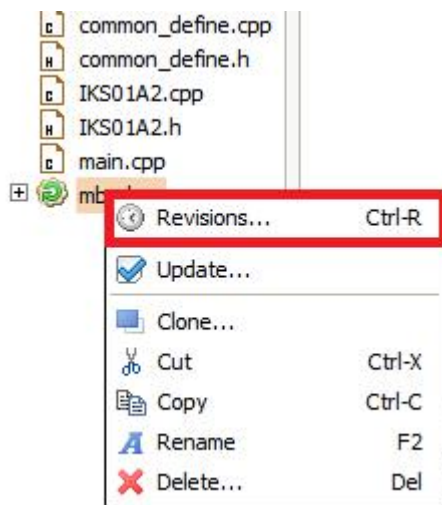 common_define.cpp
common_define.h
IKS01A2.cpp
IKS01A2.h
main.cpp
Revisions... Ctrl-R
Update...
Clone...
Cut Ctrl-X
Copy Ctrl-C
Rename F2
Delete... Del